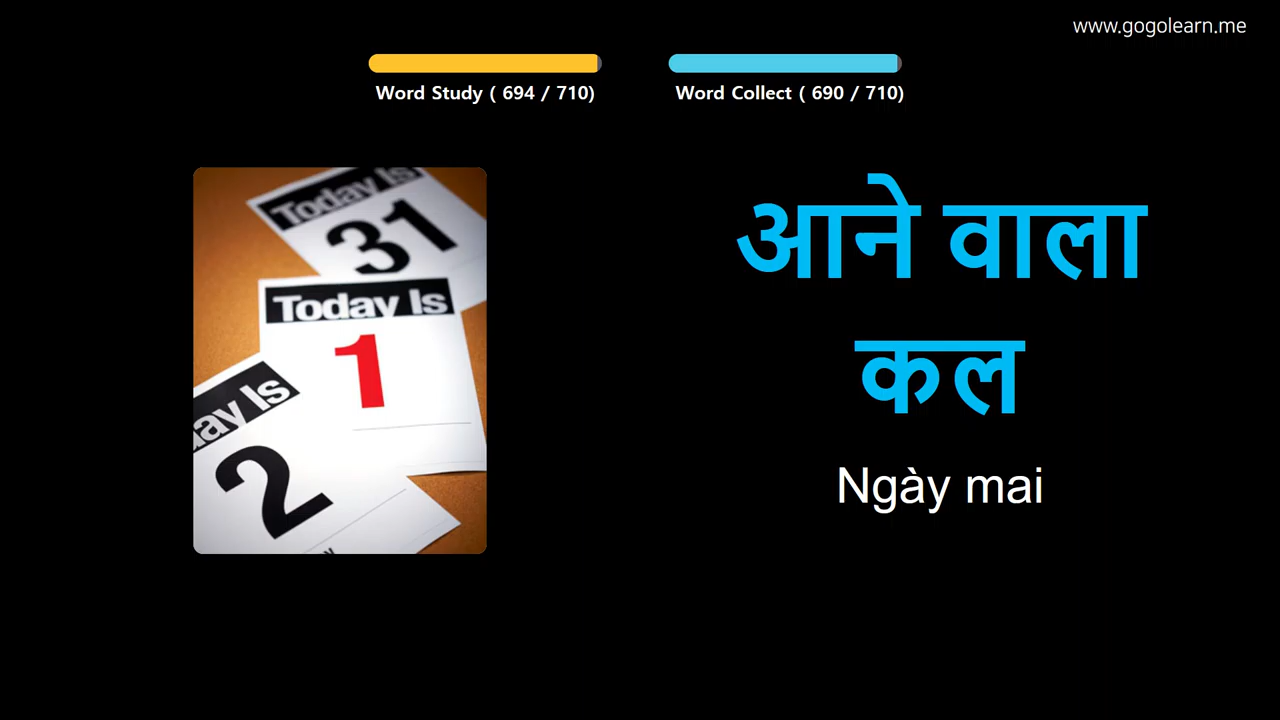 www.gogolearn.me
Word Study ( 694 / 710)
Word Collect ( 690 / 710)
Today Is
31
Today Is
1
ay Is
2
आने वाला
कल
Ngày mai